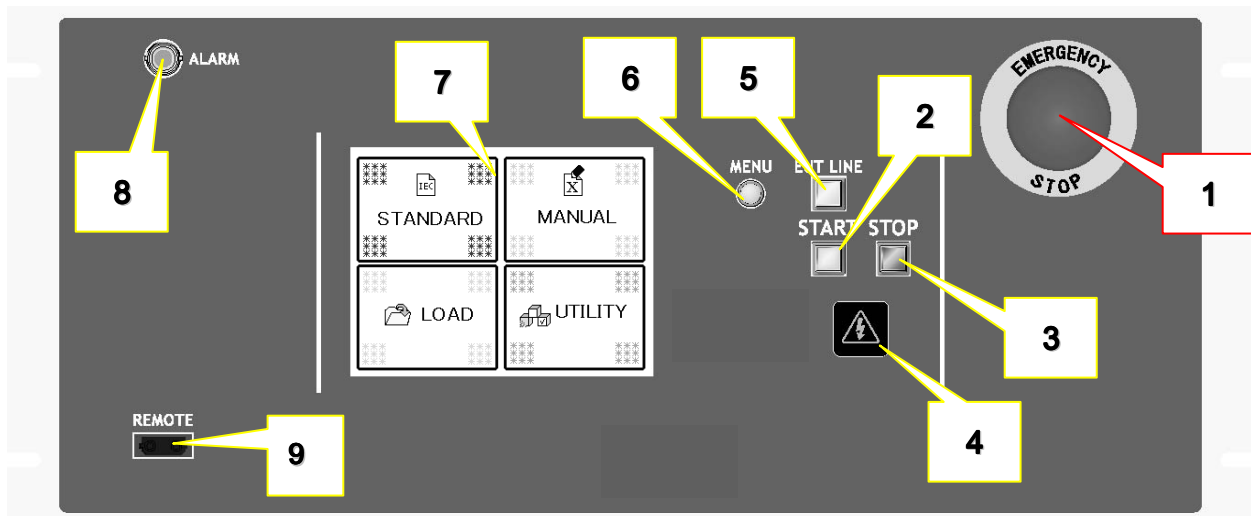 ALARM
EMERGENCY
STOP
7
6
5
2
8
1
MENU
LINE
IEC
STANDARD
X
MANUAL
START STOP
LOAD
UTILITY
3
REMOTE
9
4